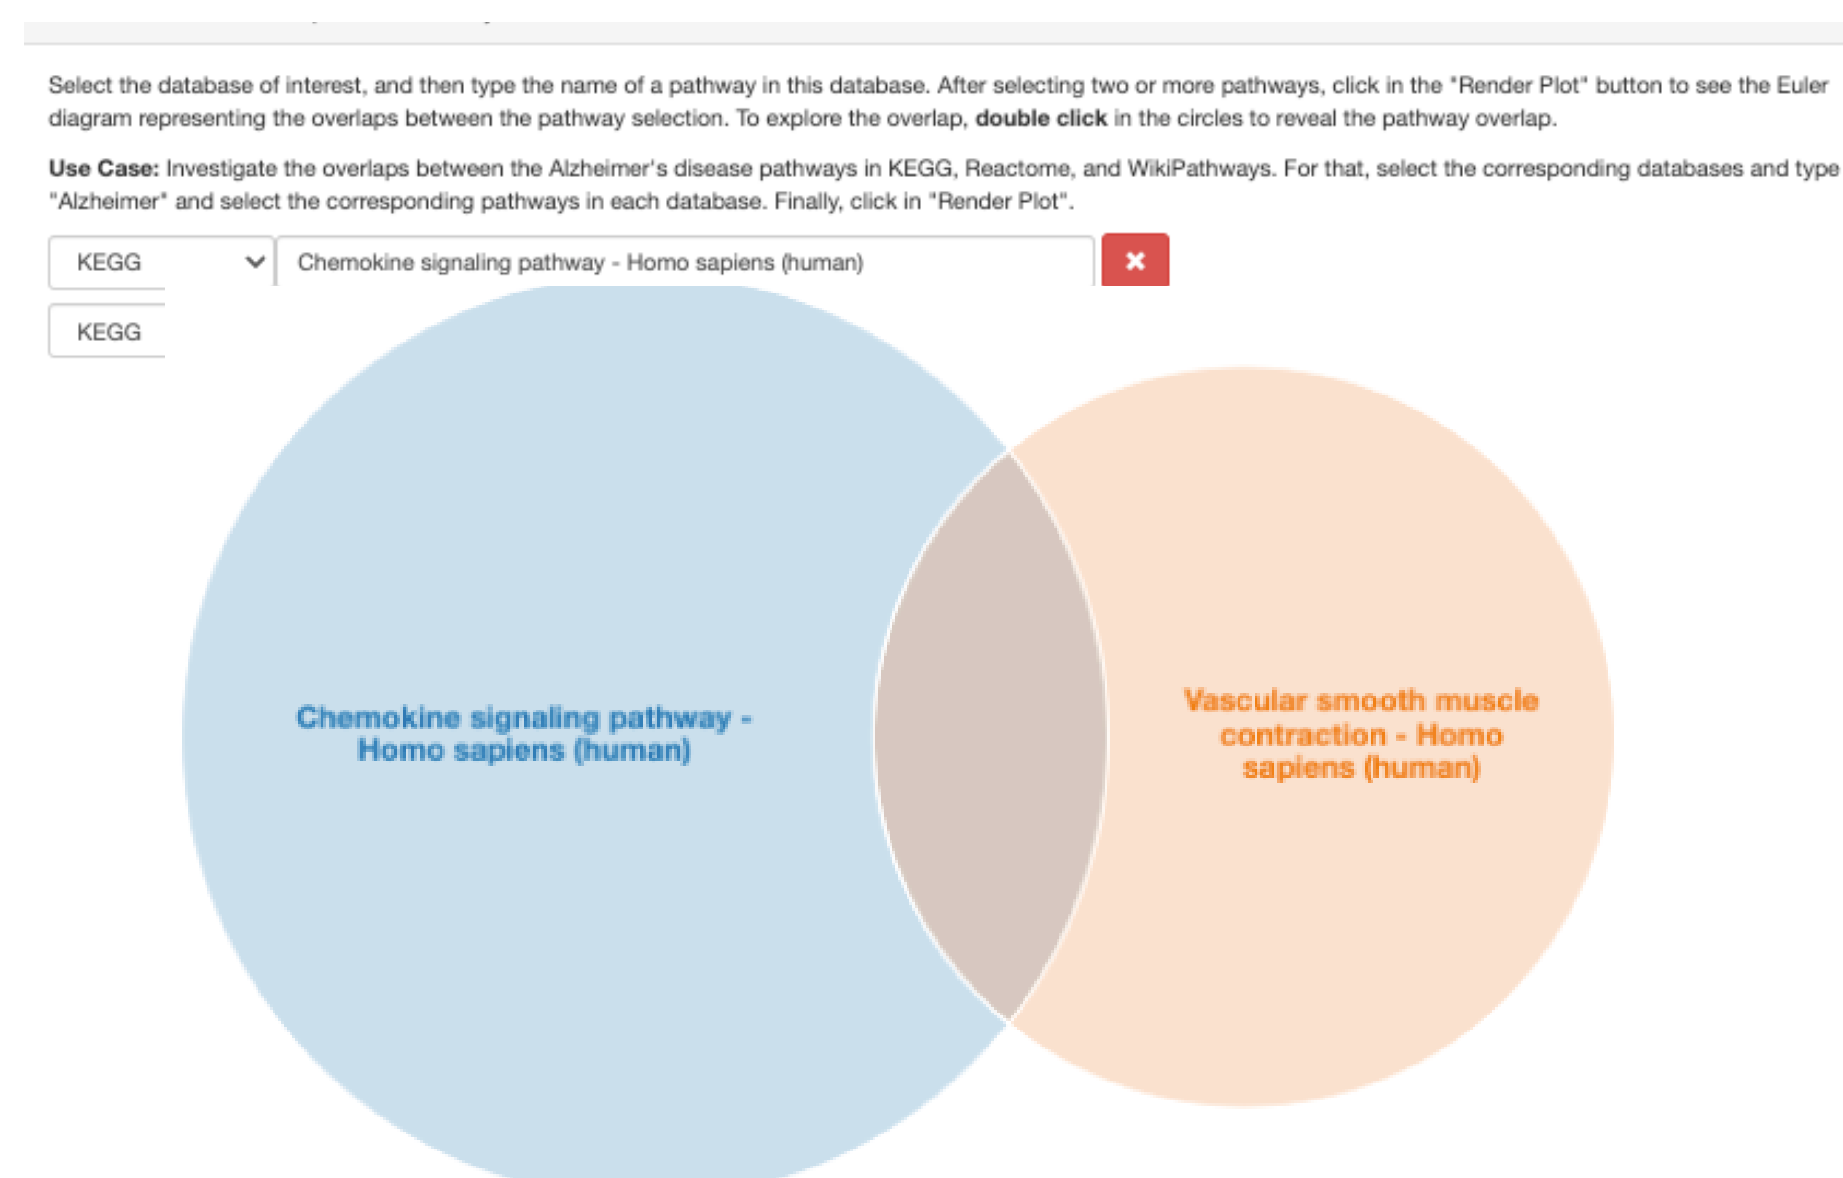 Select the database of interest, and then type the name of a pathway in this database. After selecting two or more pathways, click in the "Render Plot" button to see the Euler
diagram representing the overlaps between the pathway selection. To explore the overlap, double click in the circles to reveal the pathway overlap.
Use Case: Investigate the overlaps between the Alzheimer's disease pathways in KEGG, Reactome, and WikiPathways. For that, select the corresponding databases and type
"Alzheimer" and select the corresponding pathways in each database. Finally, click in "Render Plot".
KEGG Chemokine signaling pathway - Homo sapiens (human)
KEGG
Chemokine signaling pathway -
Homo sapiens (human)
Vascular smooth muscle
contraction - Homo
sapiens (human)